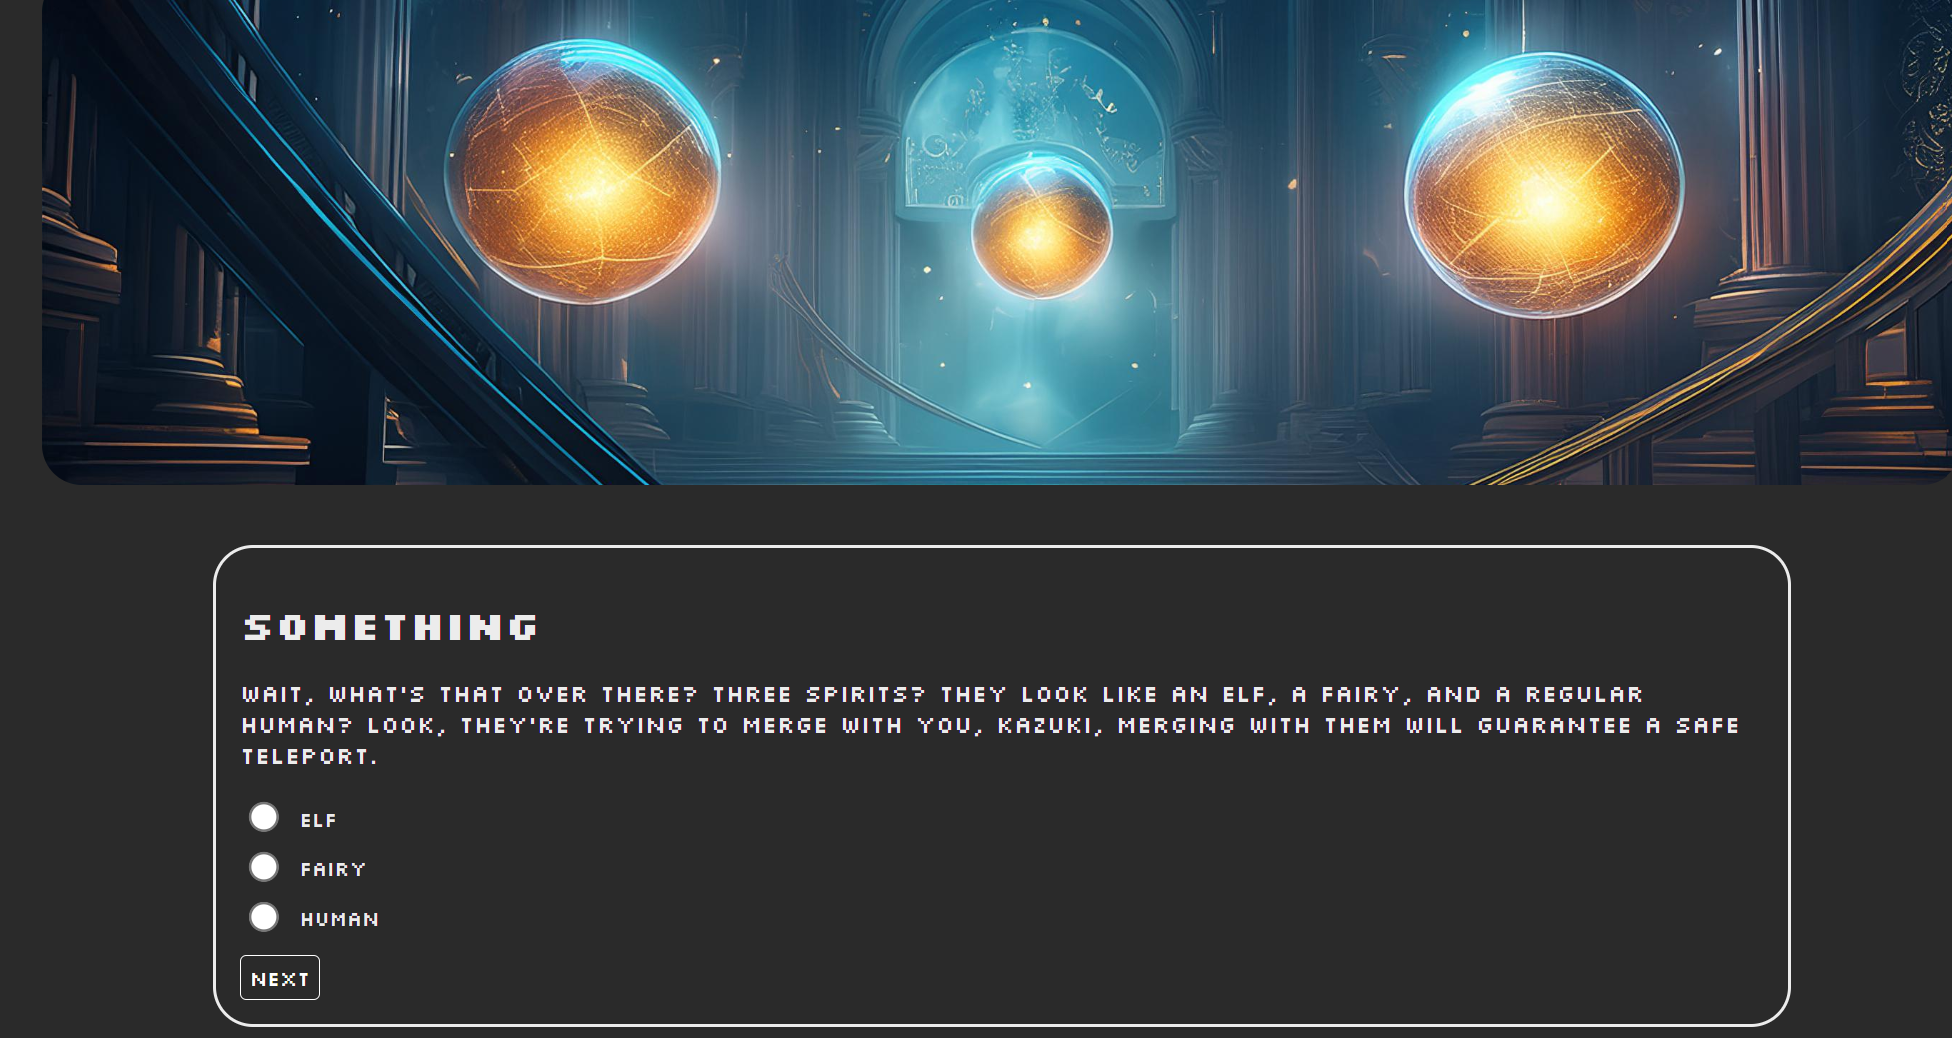 SOMETHING
WAIT, WHAT'S THAT OVER THERE? THREE SPIRITS? THEY LOOK LIKE AN ELF, A FAIRY, AND A REGULAR
HUMAN? LOOK, THEY'RE TRYING TO MERGE WITH YOU, KAZUKI, MERGING WITH THEM WILL GUARANTEE A SAFE
TELEPORT.
ELF
FAIRY
HUMAN
NEXT